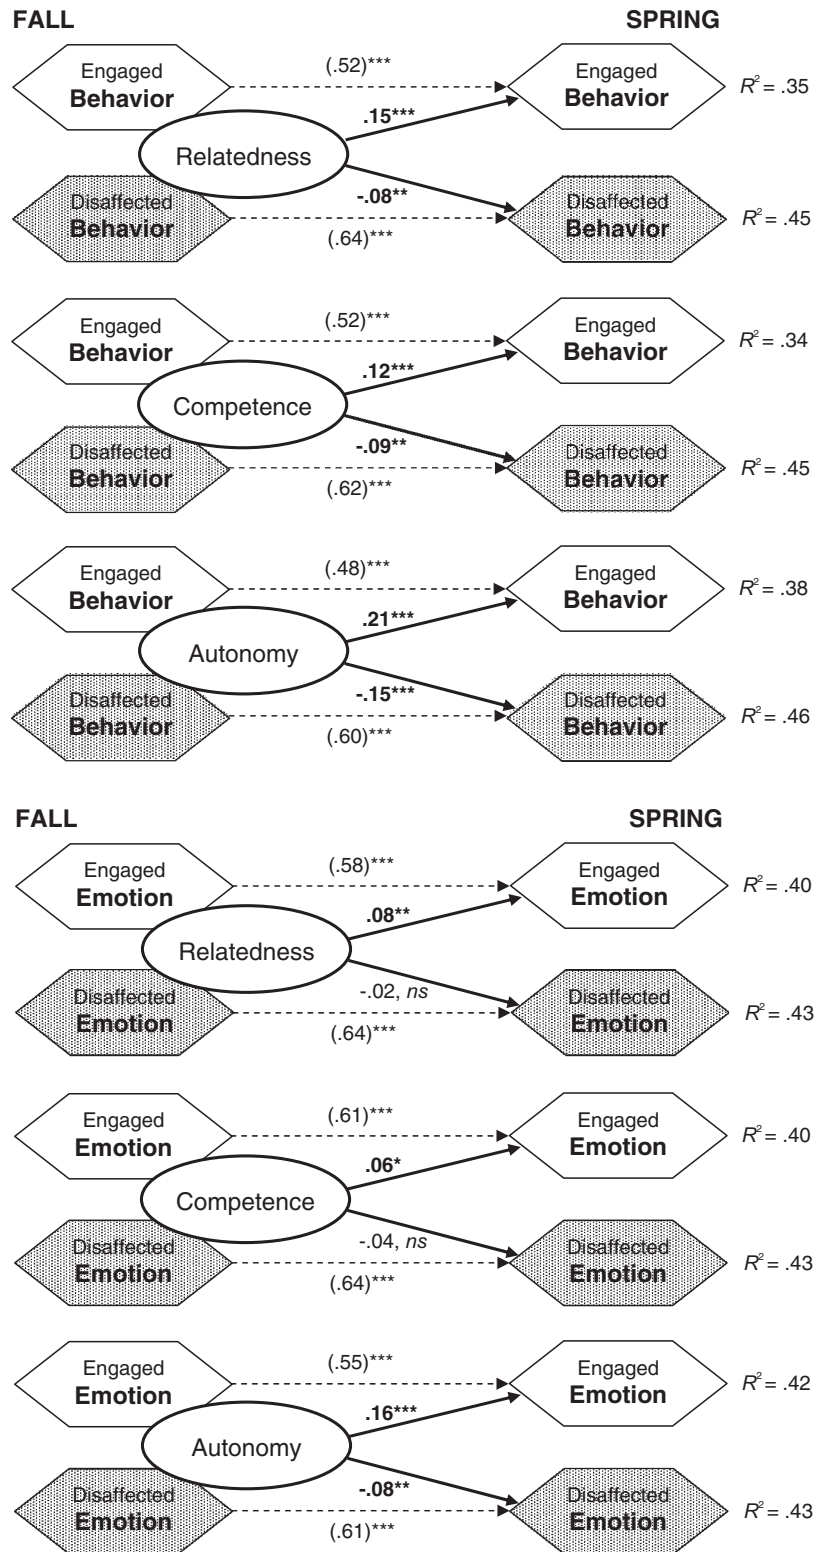 FALL SPRING
Engaged
Behavior
(.52)***
Engaged
Behavior
R² = .35
.15***
Relatedness
-.08**
Disaffected
Behavior
(.64)***
Disaffected
Behavior
R² = .45
Engaged
Behavior
(.52)***
Engaged
Behavior
R² = .34
.12***
Competence
-.09**
Disaffected
Behavior
(.62)***
Disaffected
Behavior
R² = .45
Engaged
Behavior
(.48)***
Engaged
Behavior
R² = .38
.21***
Autonomy
-.15***
Disaffected
Behavior
(.60)***
Disaffected
Behavior
R² = .46
FALL SPRING
Engaged
Emotion
(.58)***
Engaged
Emotion
R² = .40
.08**
Relatedness
-.02, ns
Disaffected
Emotion
(.64)***
Disaffected
Emotion
R² = .43
Engaged
Emotion
(.61)***
Engaged
Emotion
R² = .40
.06*
Competence
-.04, ns
Disaffected
Emotion
(.64)***
Disaffected
Emotion
R² = .43
Engaged
Emotion
(.55)***
Engaged
Emotion
R² = .42
.16***
Autonomy
-.08**
Disaffected
Emotion
(.61)***
Disaffected
Emotion
R² = .43